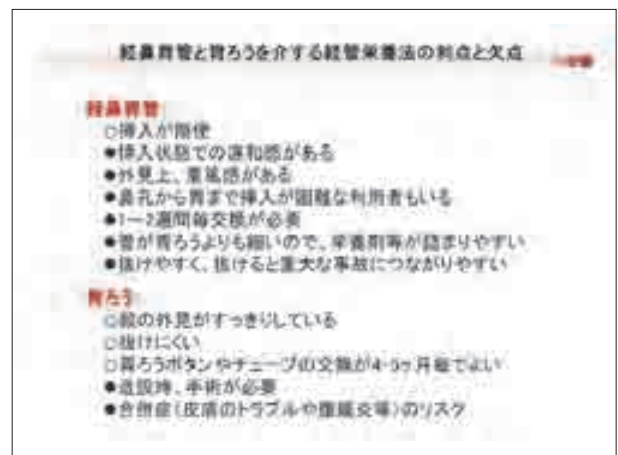 経鼻胃管と胃ろうを介する経管栄養法の利点と欠点
経鼻胃管
○挿入が簡便
●挿入状態での違和感がある
●外見上、重篤感がある
●鼻孔から胃まで挿入が困難な利用者もいる
●1～2週間毎交換が必要
●管が胃ろうよりも細いので、栄養剤等が詰まりやすい
●抜けやすく、抜けると重大な事故につながりやすい
胃ろう
○顔の外見がすっきりしている
○抜けにくい
○胃ろうボタンやチューブの交換が4-5ヶ月毎でよい
●造設時、手術が必要
●合併症(皮膚のトラブルや腹膜炎等)のリスク